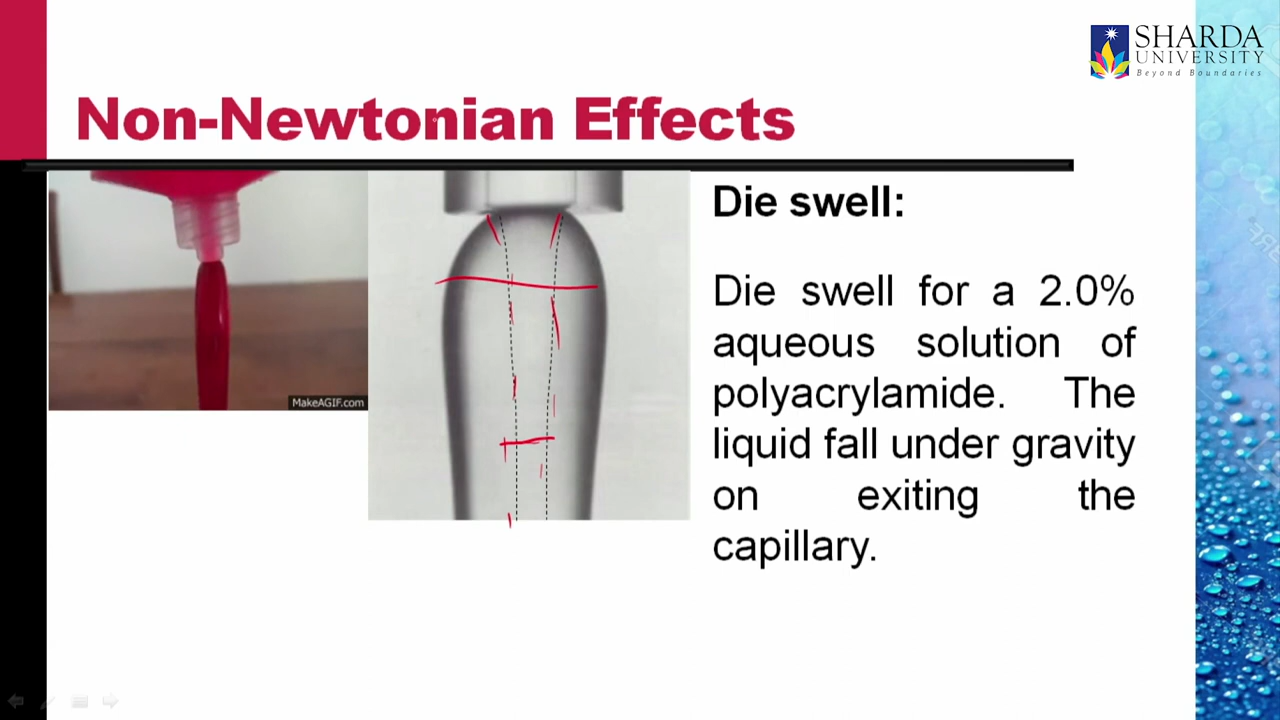 SHARDA
UNIVERSITY
Beyond Boundaries
Non-Newtonian Effects
MakeAGIF.com
Die swell:
Die swell for a 2.0%
aqueous solution of
polyacrylamide. The
liquid fall under gravity
on exiting the
capillary.